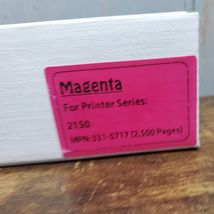 Magenta
For Printer Series:
2150
MPN:331-0717 (2,500 Pages)